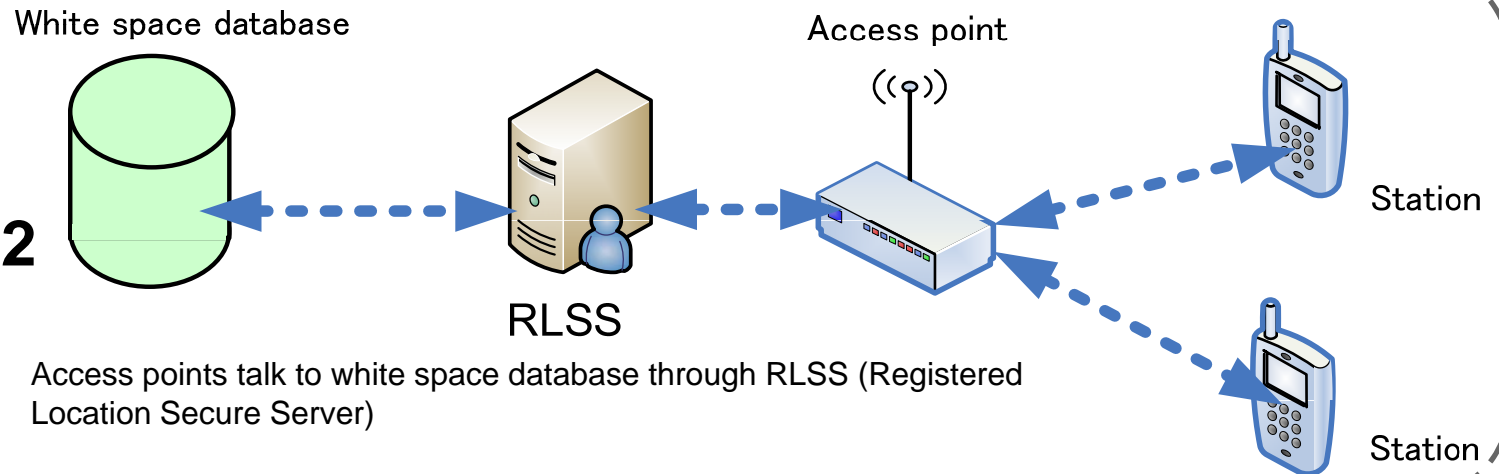 White space database
Access point
Station
2
RLSS
Access points talk to white space database through RLSS (Registered
Location Secure Server)
Station